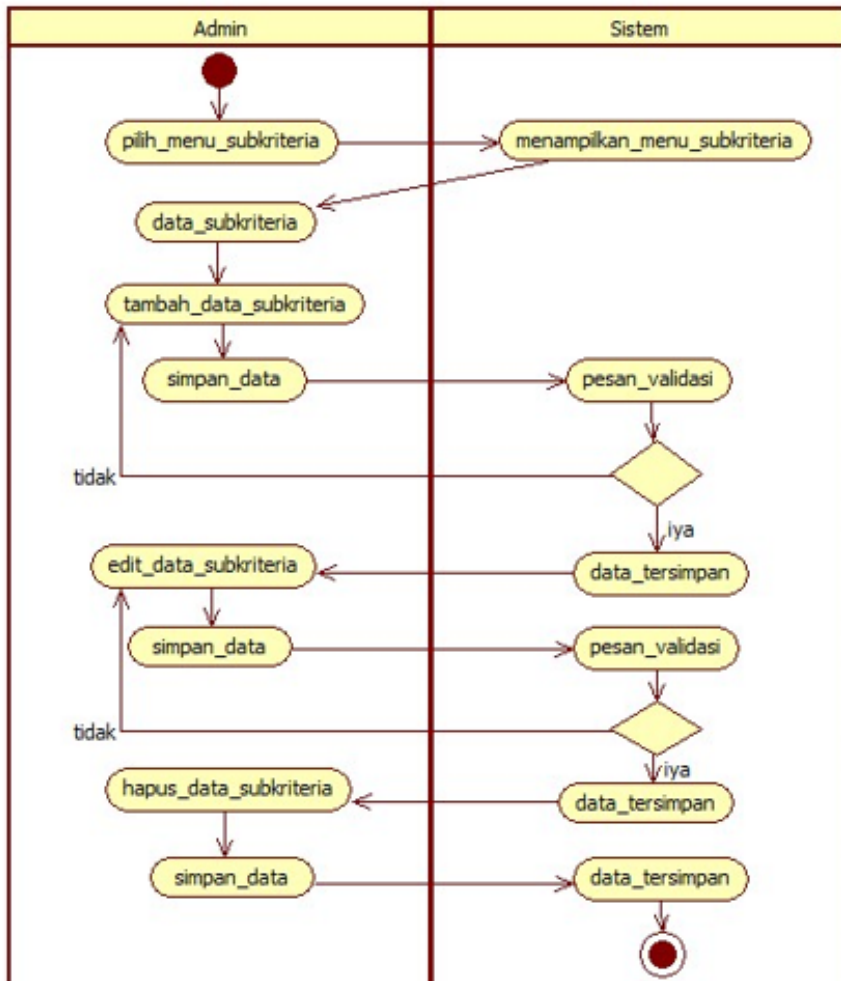 Admin
Sistem
pilih_menu_subkriteria
menampilkan_menu_subkriteria
data_subkriteria
tambah_data_subkriteria
simpan_data
pesan_validasi
tidak
iya
edit_data_subkriteria
data_tersimpan
simpan_data
pesan_validasi
tidak
iya
hapus_data_subkriteria
data_tersimpan
simpan_data
data_tersimpan